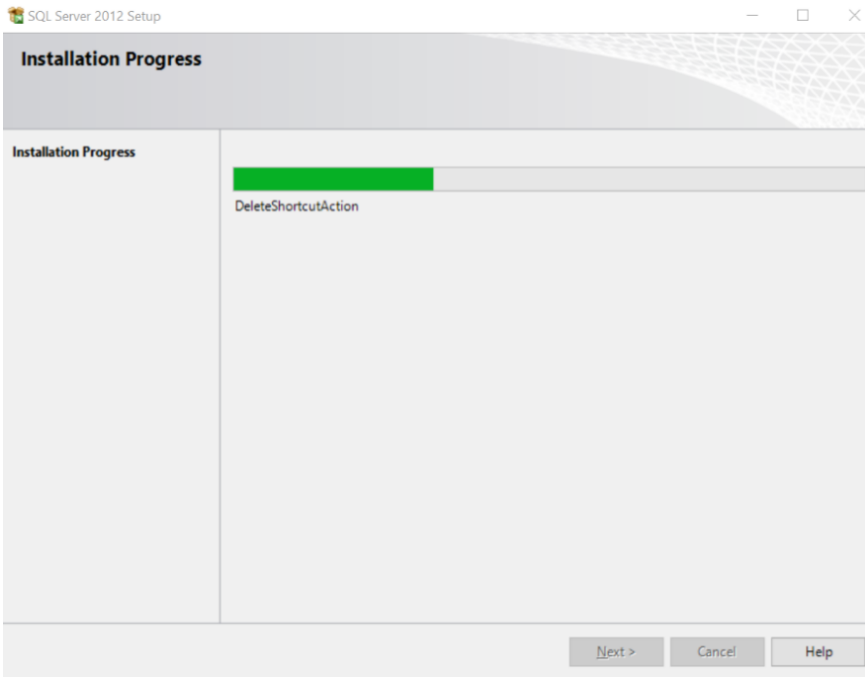 SQL Server 2012 Setup
Installation Progress
Installation Progress
DeleteShortcutAction
Next >
Cancel
Help